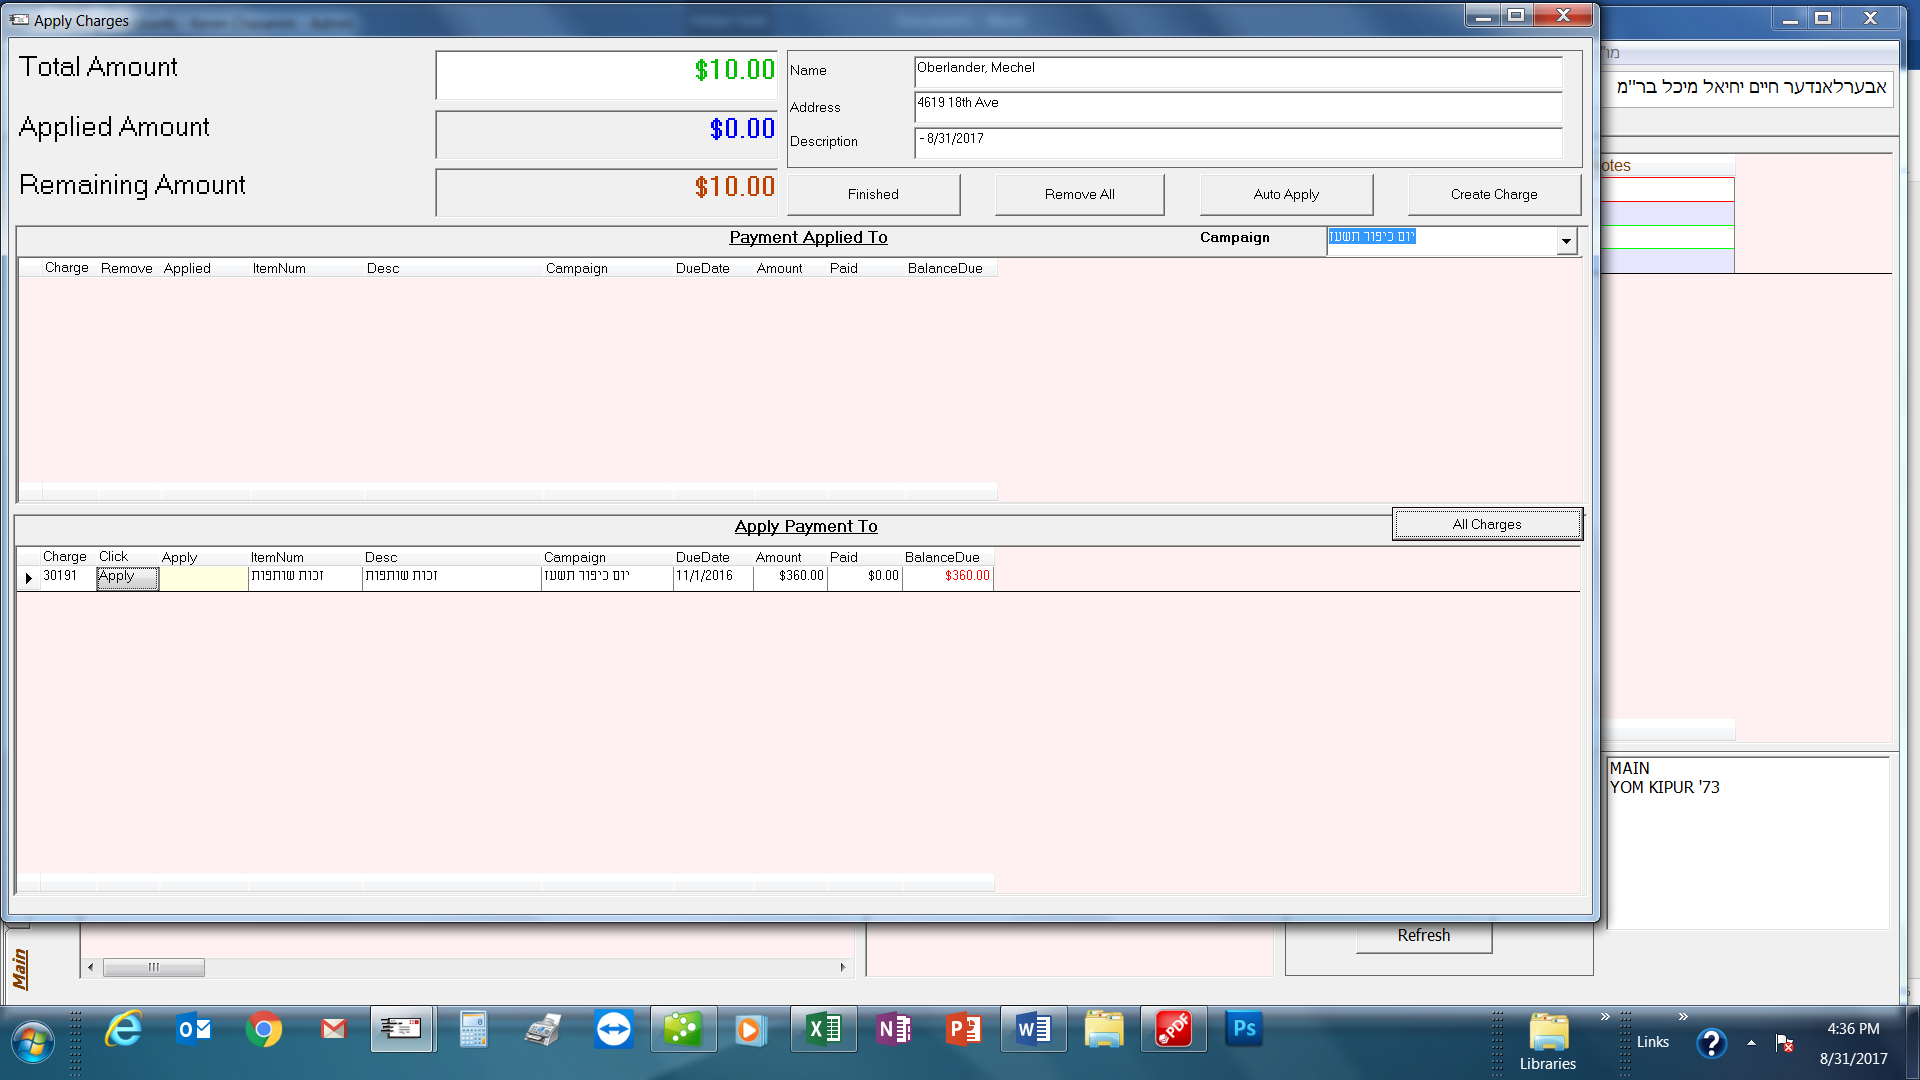 Apply Charges
Total Amount
$10.00
Applied Amount
$0.00
Remaining Amount
$10.00
Name
Oberlander, Mechel
Address
4619 18th Ave
Description
- 8/31/2017
Finished
Remove All
Auto Apply
Create Charge
Payment Applied To
Campaign
יום כיפור תשעז
Charge Remove Applied ItemNum Desc Campaign DueDate Amount Paid BalanceDue
Apply Payment To
All Charges
Charge Click Apply ItemNum Desc Campaign DueDate Amount Paid BalanceDue
30191 Apply זכות שותפות זכות שותפות יום כיפור תשעז 11/1/2016 $360.00 $0.00 $360.00
אבערלאנדער חיים יחיאל מיכל בר"מ
otes
MAIN
YOM KIPUR '73
Main
Refresh
Libraries
Links
4:36 PM
8/31/2017